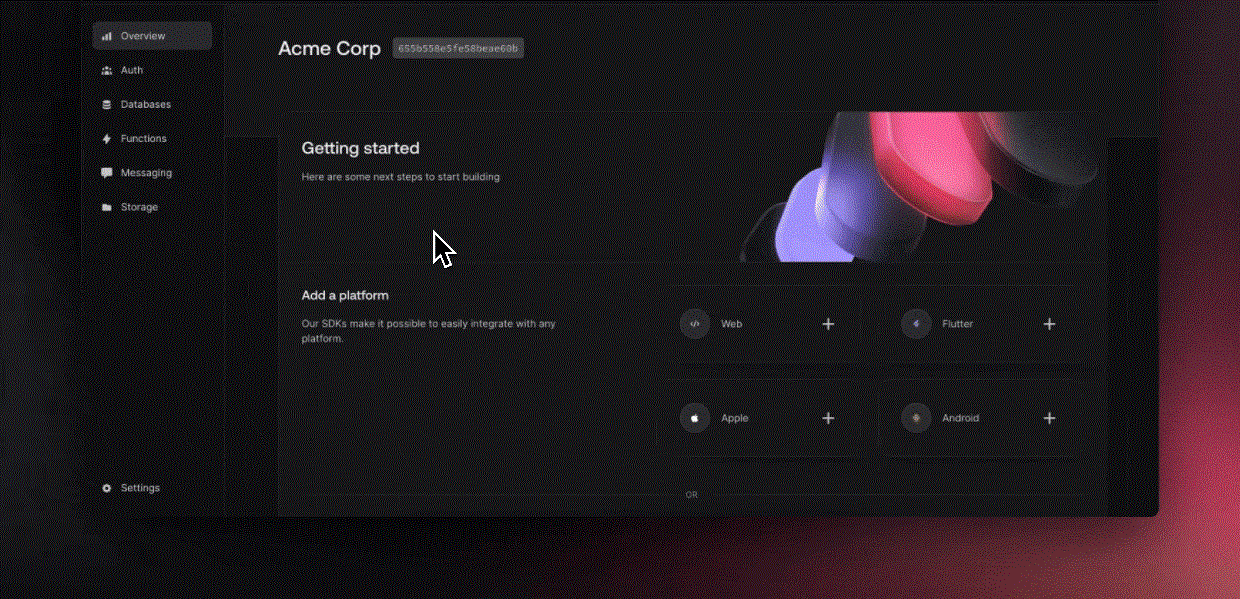 Overview
Auth
Databases
Functions
Messaging
Storage
Settings
Acme Corp
655b558e5fe58beae60b
Getting started
Here are some next steps to start building
Add a platform
Our SDKs make it possible to easily integrate with any
platform.
Web
Flutter
Apple
Android
OR